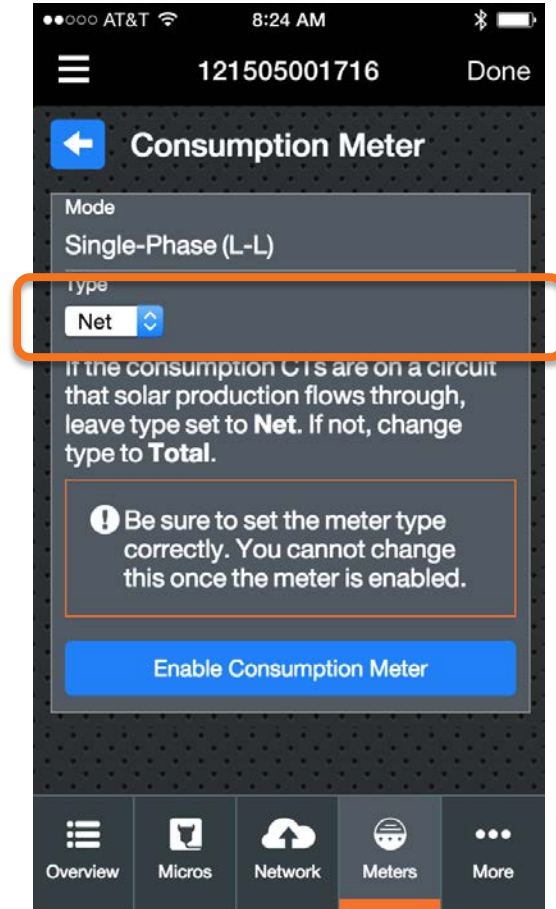 AT&T 8:24 AM
121505001716 Done
Consumption Meter
Mode
Single-Phase (L-L)
Type
Net
If the consumption CTs are on a circuit
that solar production flows through,
leave type set to Net. If not, change
type to Total.
Be sure to set the meter type
correctly. You cannot change
this once the meter is enabled.
Enable Consumption Meter
Overview Micros Network Meters More